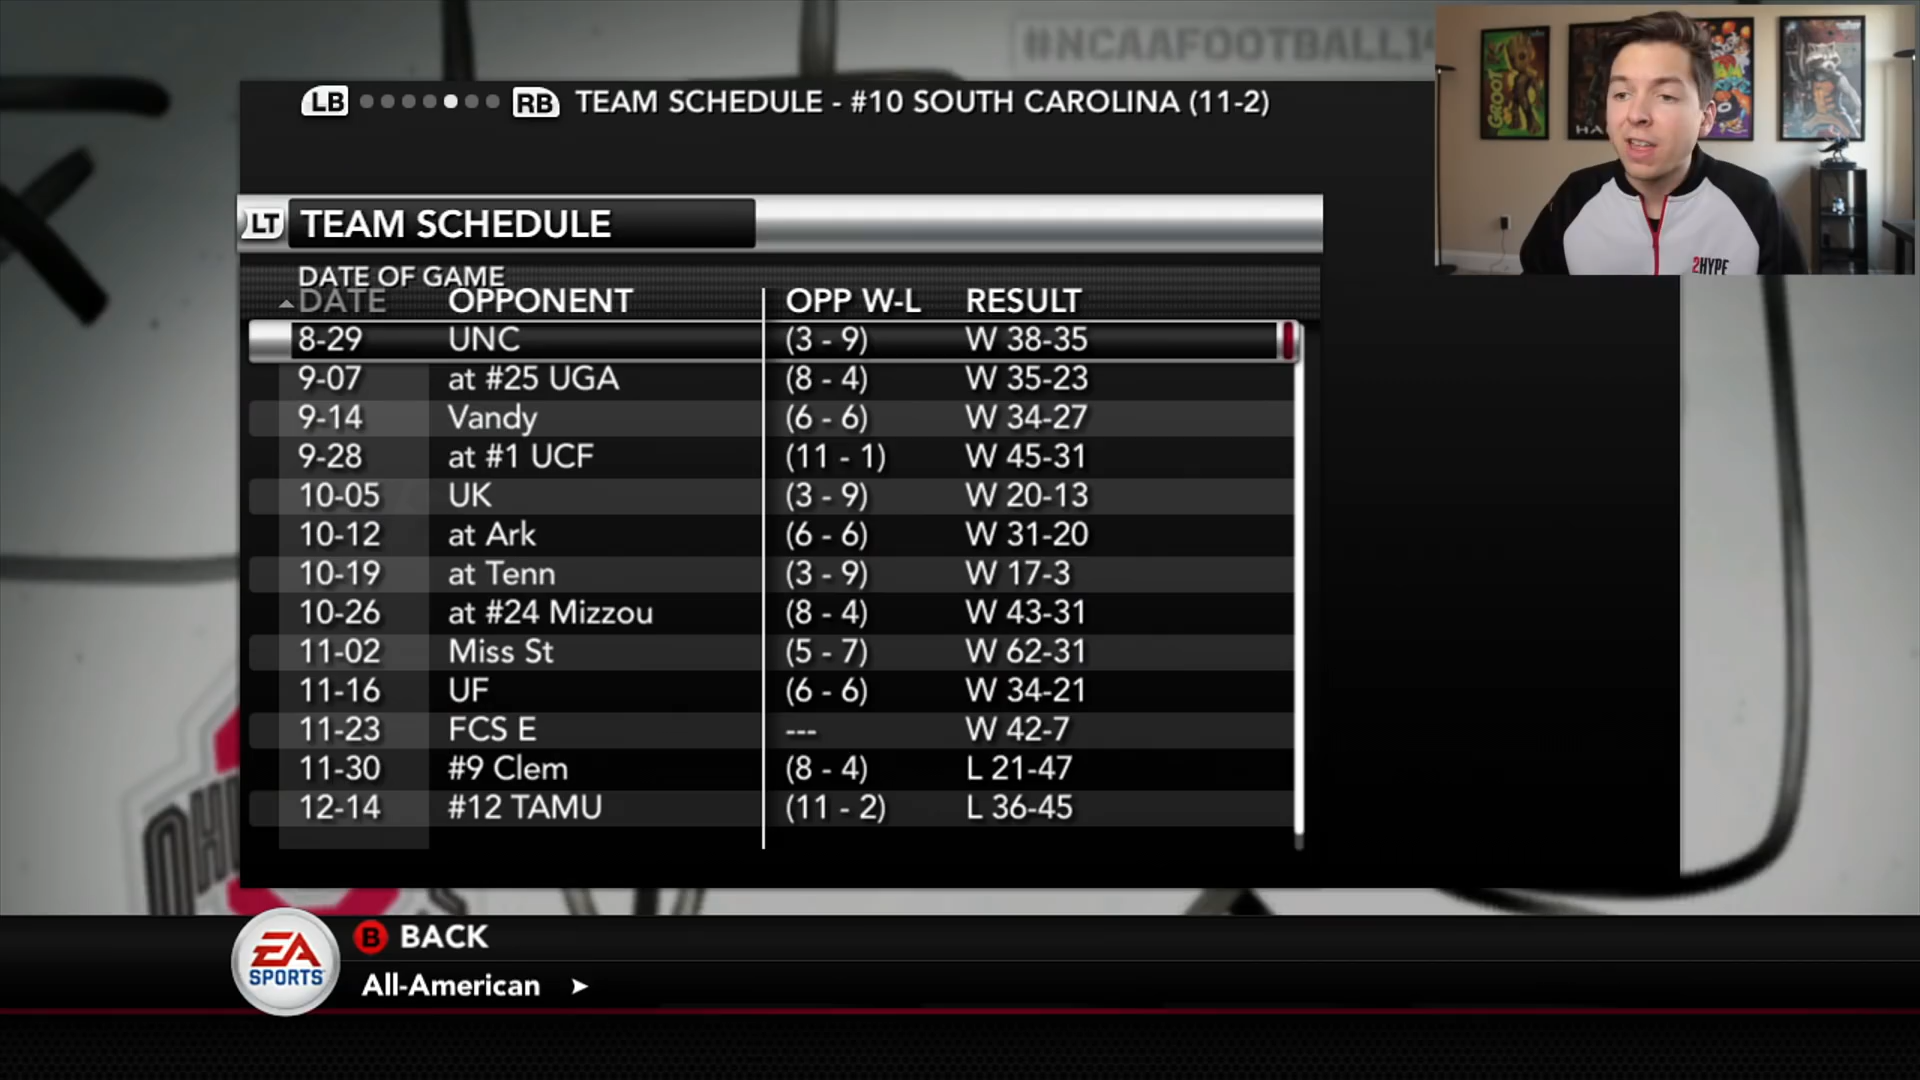 #NCAAFOOTBALL14
LB RB TEAM SCHEDULE - #10 SOUTH CAROLINA (11-2)
LT TEAM SCHEDULE
DATE OF GAME
DATE OPPONENT OPP W-L RESULT
8-29 UNC (3 - 9) W 38-35
9-07 at #25 UGA (8 - 4) W 35-23
9-14 Vandy (6 - 6) W 34-27
9-28 at #1 UCF (11 - 1) W 45-31
10-05 UK (3 - 9) W 20-13
10-12 at Ark (6 - 6) W 31-20
10-19 at Tenn (3 - 9) W 17-3
10-26 at #24 Mizzou (8 - 4) W 43-31
11-02 Miss St (5 - 7) W 62-31
11-16 UF (6 - 6) W 34-21
11-23 FCS E --- W 42-7
11-30 #9 Clem (8 - 4) L 21-47
12-14 #12 TAMU (11 - 2) L 36-45
B BACK
EA SPORTS
All-American
GROOT
2HYPE